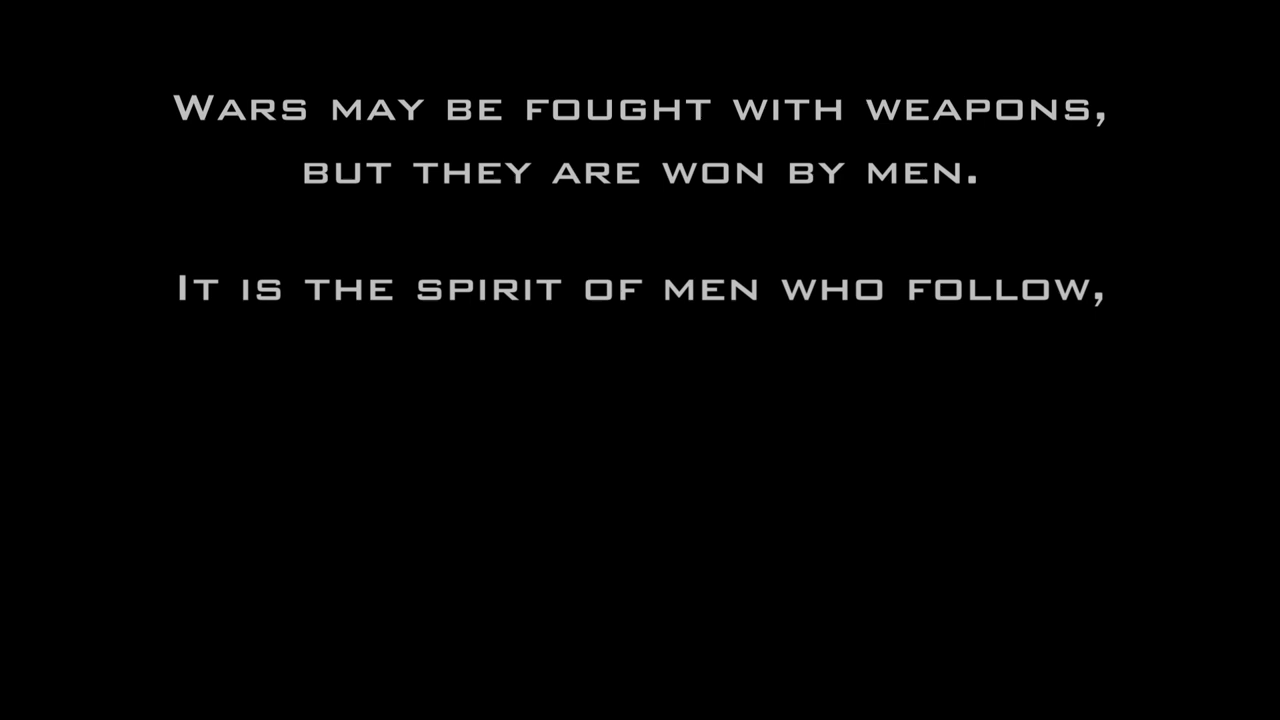 Wars may be fought with weapons,
but they are won by men.
It is the spirit of men who follow,